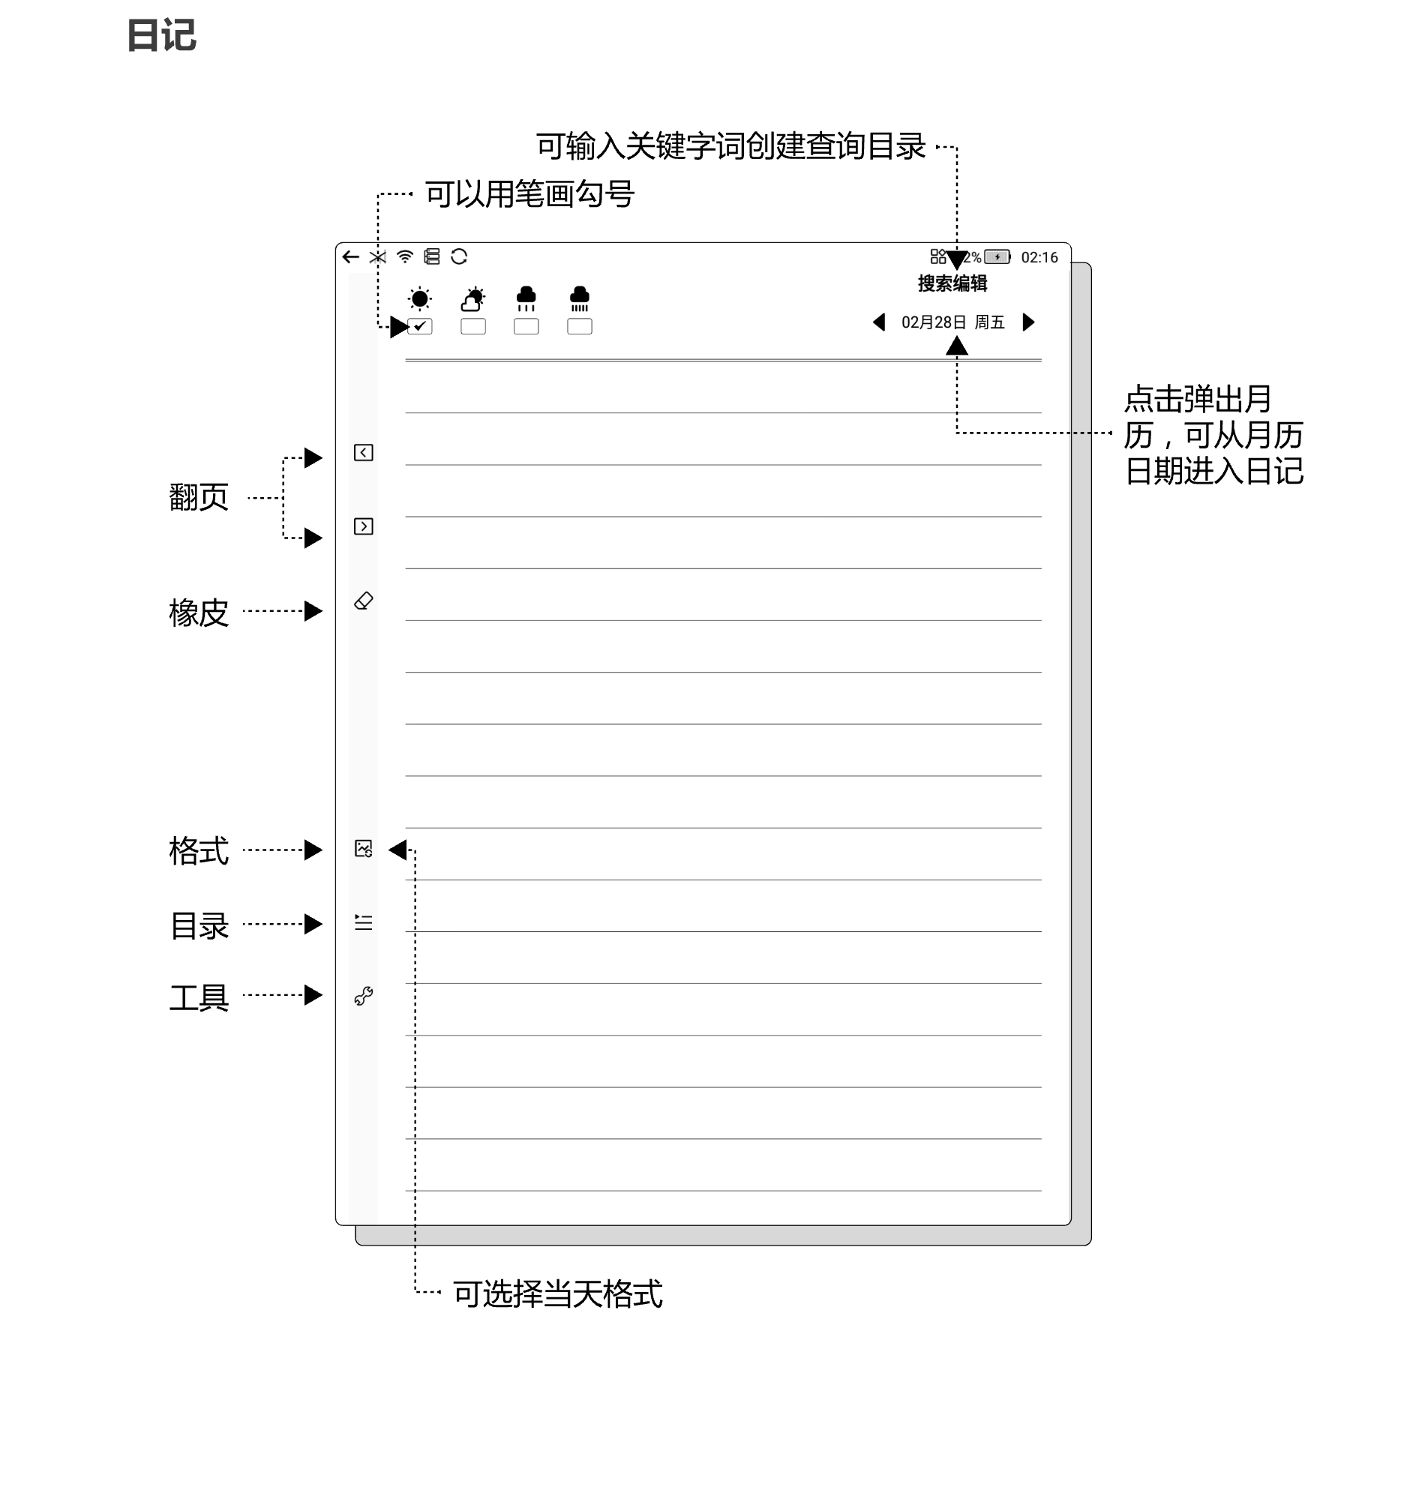 日记
可输入关键字词创建查询目录
可以用笔画勾号
2% 02:16
搜索编辑
02月28日 周五
点击弹出月
历，可从月历
日期进入日记
翻页
橡皮
格式
目录
工具
可选择当天格式